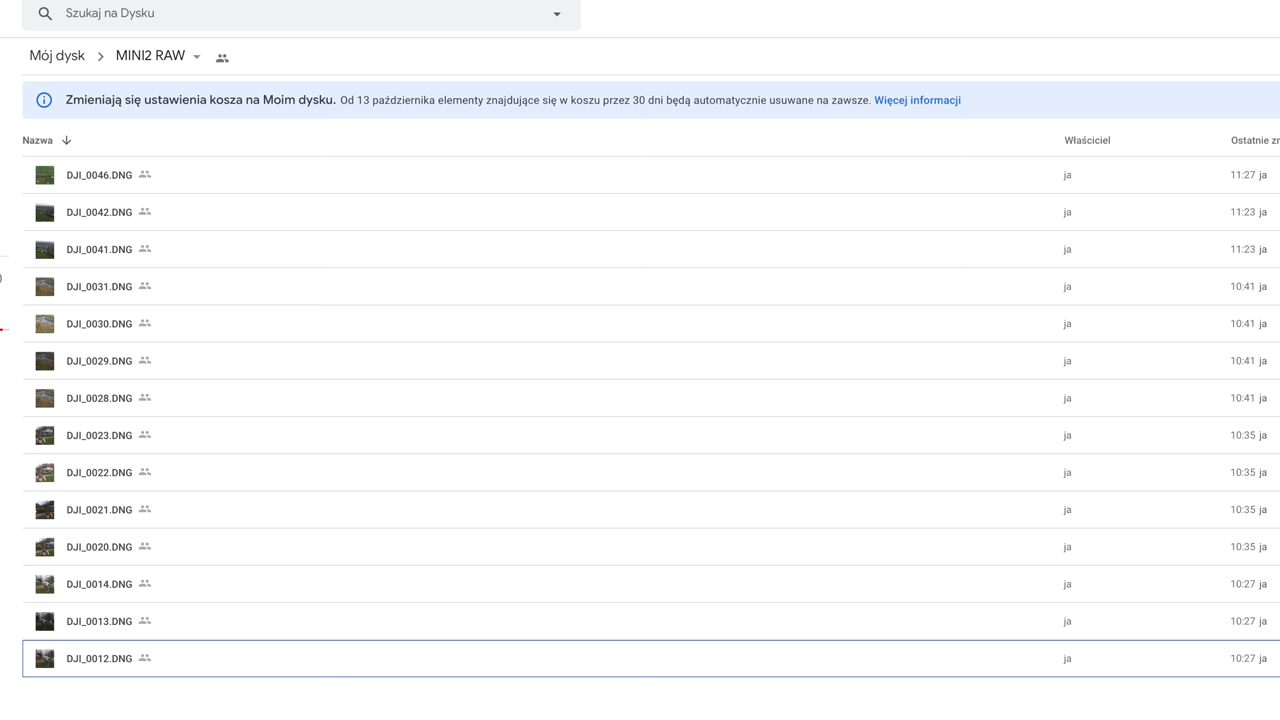 Szukaj na Dysku
Mój dysk MINI2 RAW
Zmieniają się ustawienia kosza na Moim dysku. Od 13 października elementy znajdujące się w koszu przez 30 dni będą automatycznie usuwane na zawsze. Więcej informacji
Nazwa Właściciel Ostatnie
DJI_0046.DNG ja 11:27 ja
DJI_0042.DNG ja 11:23 ja
DJI_0041.DNG ja 11:23 ja
DJI_0031.DNG ja 10:41 ja
DJI_0030.DNG ja 10:41 ja
DJI_0029.DNG ja 10:41 ja
DJI_0028.DNG ja 10:41 ja
DJI_0023.DNG ja 10:35 ja
DJI_0022.DNG ja 10:35 ja
DJI_0021.DNG ja 10:35 ja
DJI_0020.DNG ja 10:35 ja
DJI_0014.DNG ja 10:27 ja
DJI_0013.DNG ja 10:27 ja
DJI_0012.DNG ja 10:27 ja